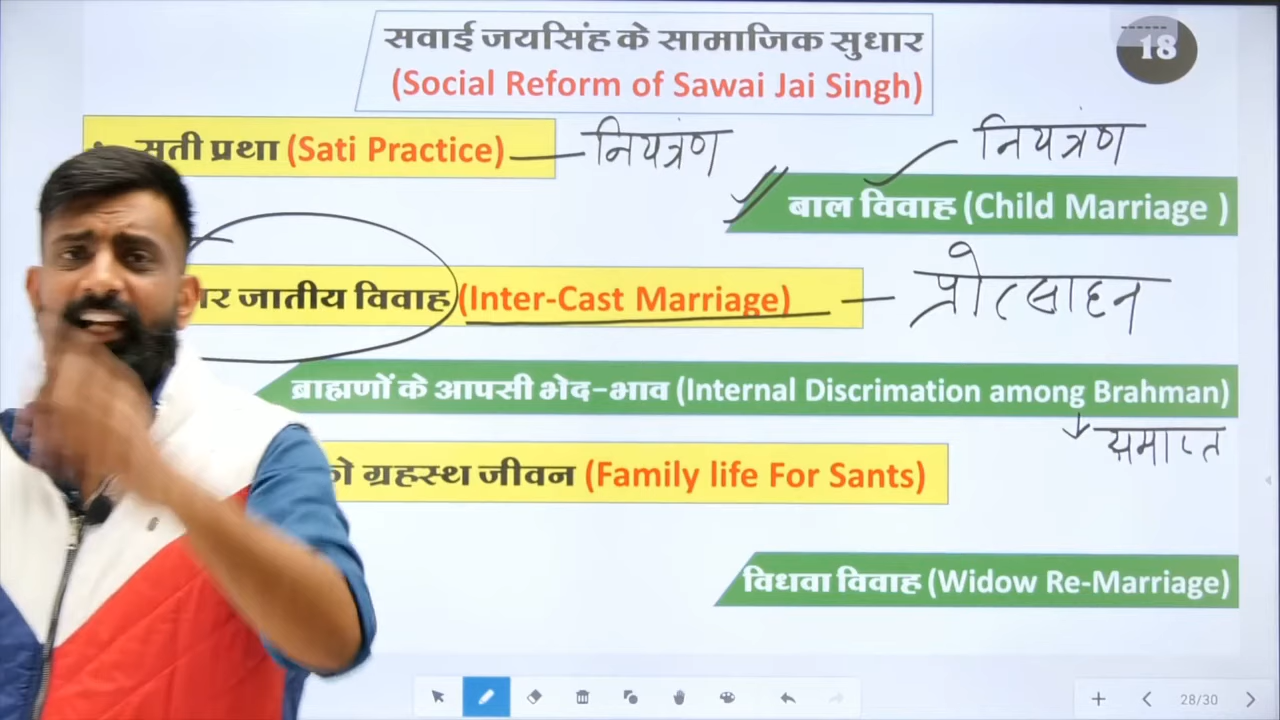 सवाई जयसिंह के सामाजिक सुधार
(Social Reform of Sawai Jai Singh)
18
सती प्रथा (Sati Practice) नियत्रंण
नियत्रंण
बाल विवाह (Child Marriage )
जातीय विवाह (Inter-Cast Marriage) प्रोत्साहन
ब्राह्मणों के आपसी भेद-भाव (Internal Discrimation among Brahman)
समाप्त
ग्रहस्थ जीवन (Family life For Sants)
विधवा विवाह (Widow Re-Marriage)
28/30